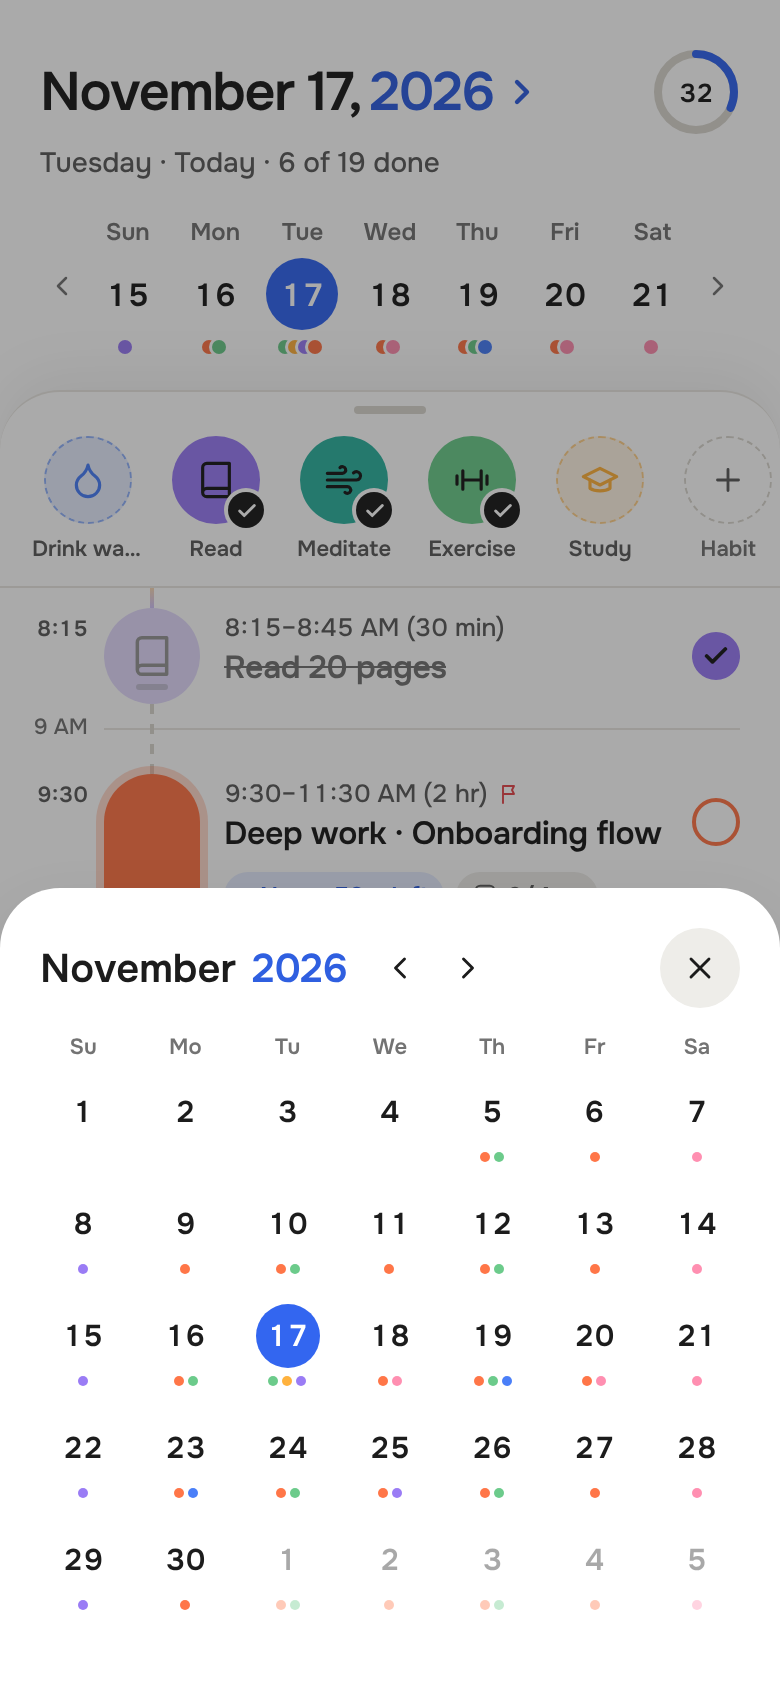 November 17, 2026
32
Tuesday · Today · 6 of 19 done
Sun Mon Tue Wed Thu Fri Sat
15 16 17 18 19 20 21
Drink wa... Read Meditate Exercise Study Habit
8:15
8:15–8:45 AM (30 min)
Read 20 pages
9 AM
9:30
9:30–11:30 AM (2 hr)
Deep work · Onboarding flow
November 2026
Su Mo Tu We Th Fr Sa
1 2 3 4 5 6 7
8 9 10 11 12 13 14
15 16 17 18 19 20 21
22 23 24 25 26 27 28
29 30 1 2 3 4 5